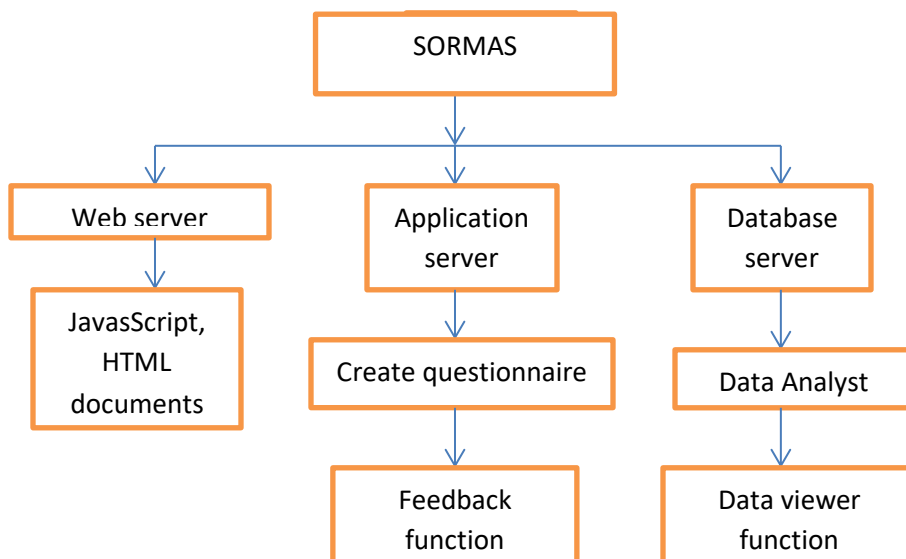 SORMAS
Web server
Application
server
Database
server
JavasScript,
HTML
documents
Create questionnaire
Data Analyst
Feedback
function
Data viewer
function